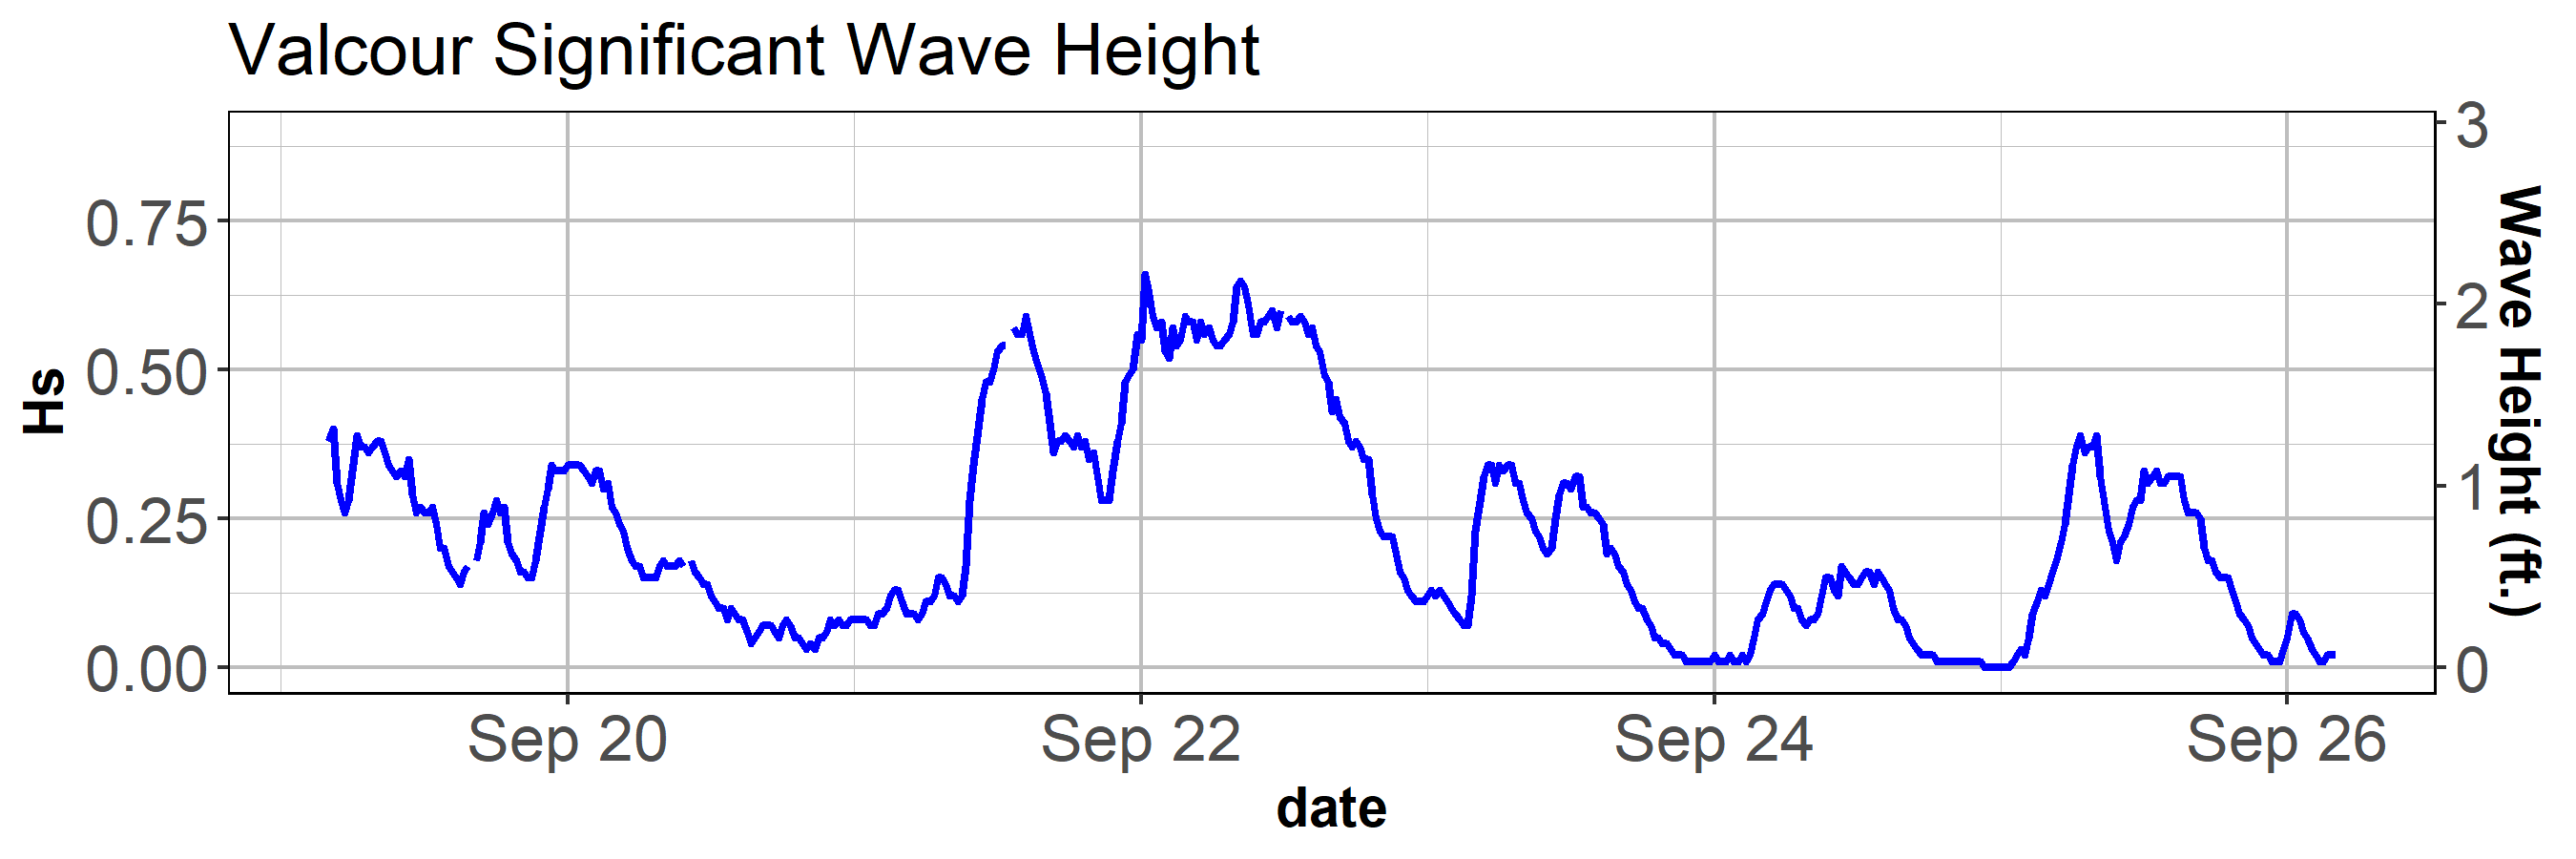 Valcour Significant Wave Height
Hs
0.75
0.50
0.25
0.00
3
2
1
0
Wave Height (ft.)
Sep 20 Sep 22 Sep 24 Sep 26
date